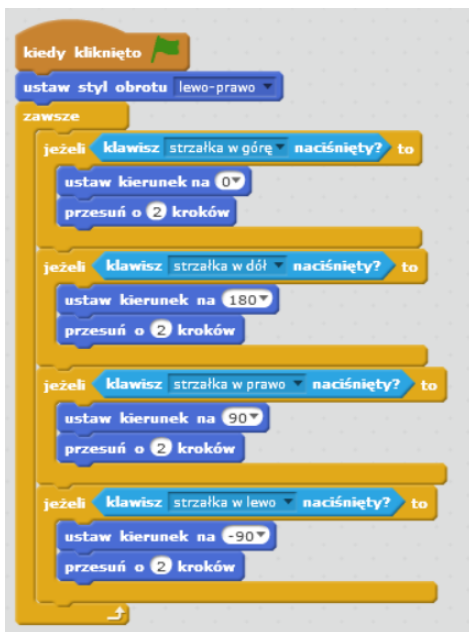 kiedy kliknięto
ustaw styl obrotu lewo-prawo
zawsze
jeżeli klawisz strzałka w górę naciśnięty? to
ustaw kierunek na 0
przesuń o 2 kroków
jeżeli klawisz strzałka w dół naciśnięty? to
ustaw kierunek na 180
przesuń o 2 kroków
jeżeli klawisz strzałka w prawo naciśnięty? to
ustaw kierunek na 90
przesuń o 2 kroków
jeżeli klawisz strzałka w lewo naciśnięty? to
ustaw kierunek na -90
przesuń o 2 kroków